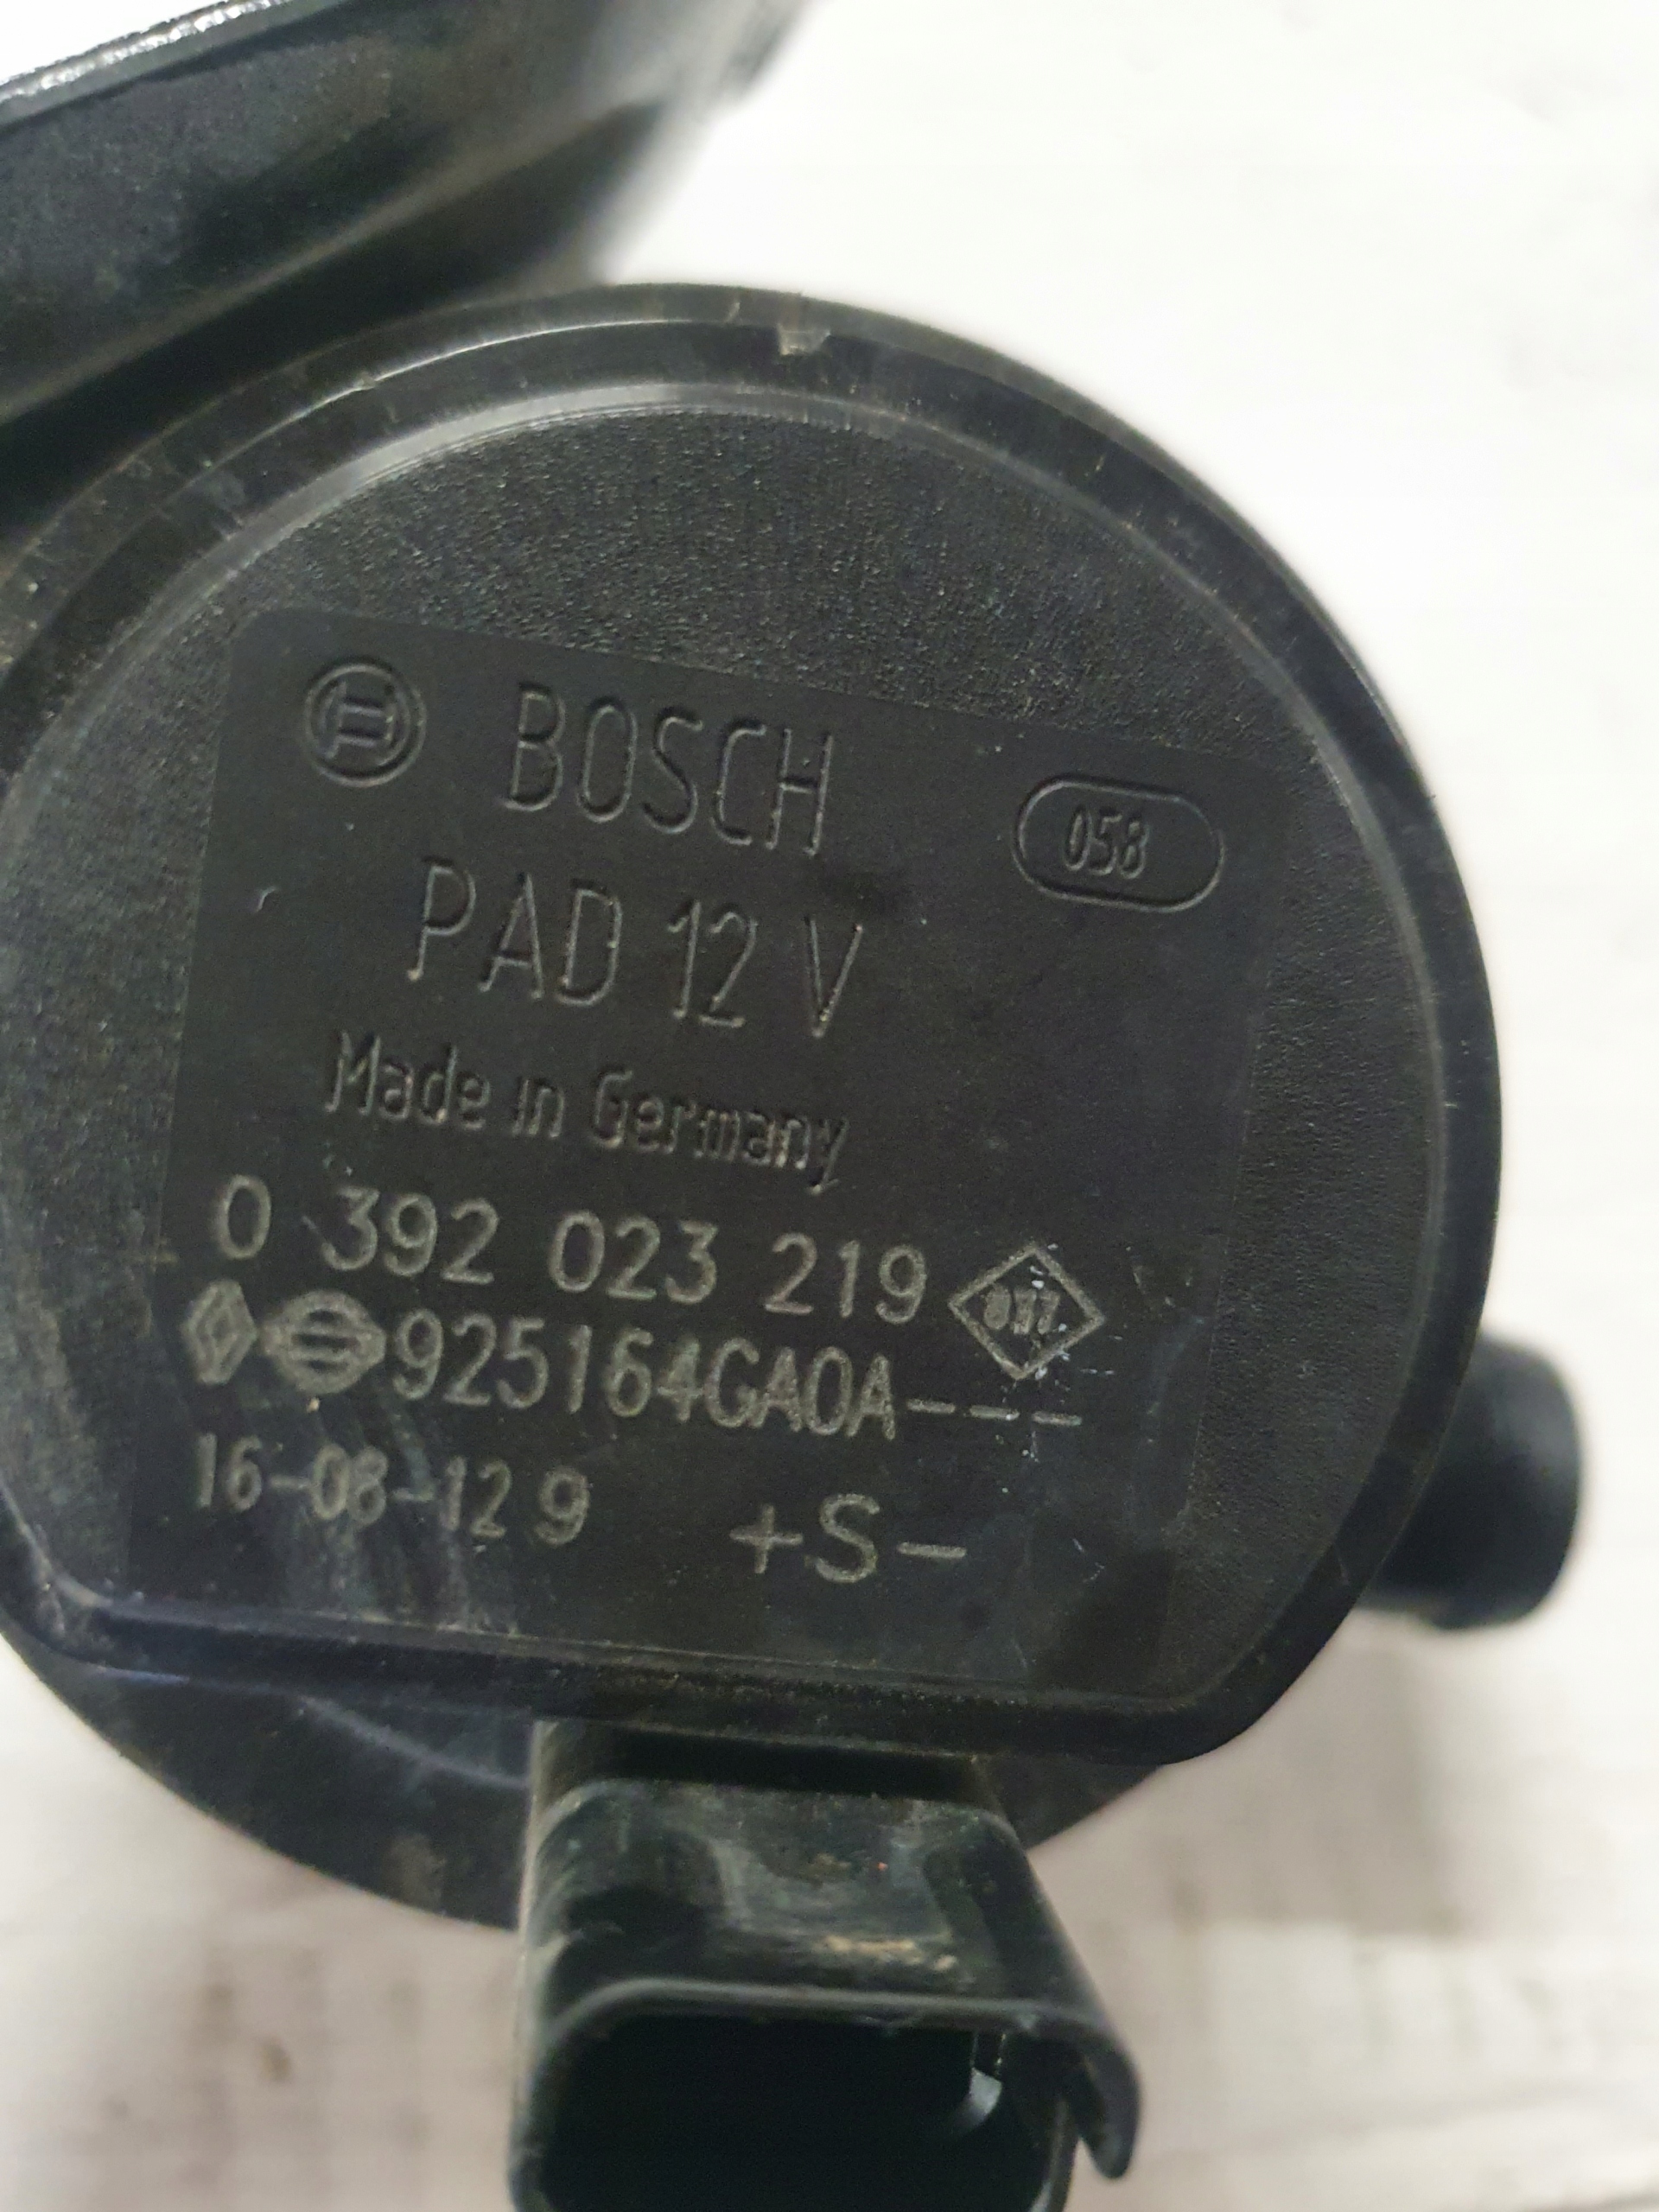 BOSCH
058
PAD 12 V
Made in Germany
0 392 023 219
925164GA0A---
16-08-12 9
+S-